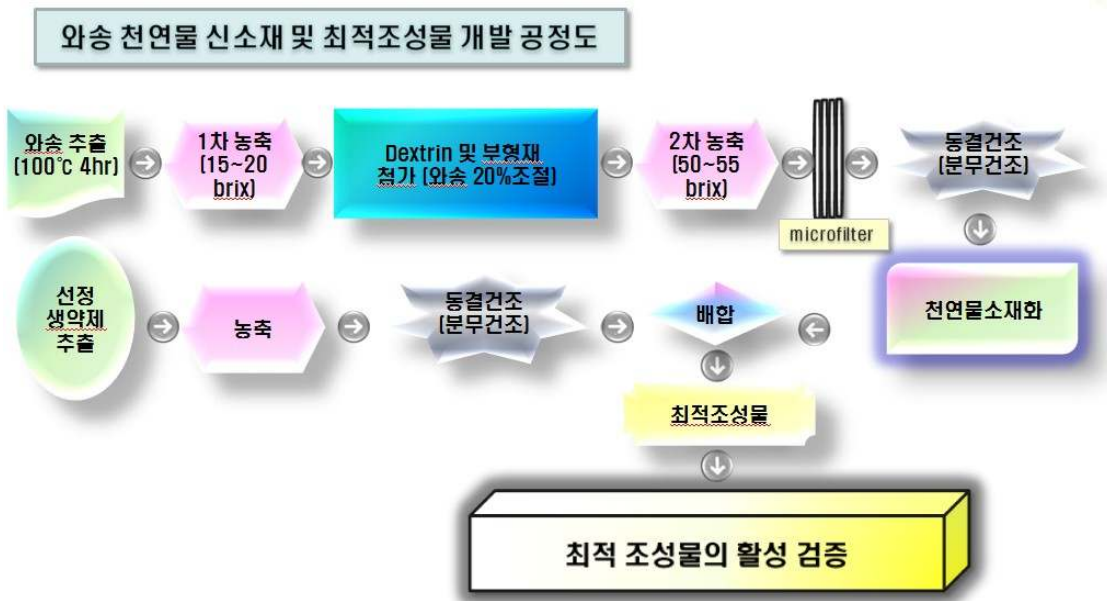 와송 천연물 신소재 및 최적조성물 개발 공정도
와송 추출
(100℃ 4hr)
1차 농축
(15~20
brix)
Dextrin 및 부형재
첨가 (와송 20%조절)
2차 농축
(50~55
brix)
microfilter
동결건조
(분무건조)
선정
생약제
추출
농축
동결건조
(분무건조)
배합
천연물소재화
최적조성물
최적 조성물의 활성 검증